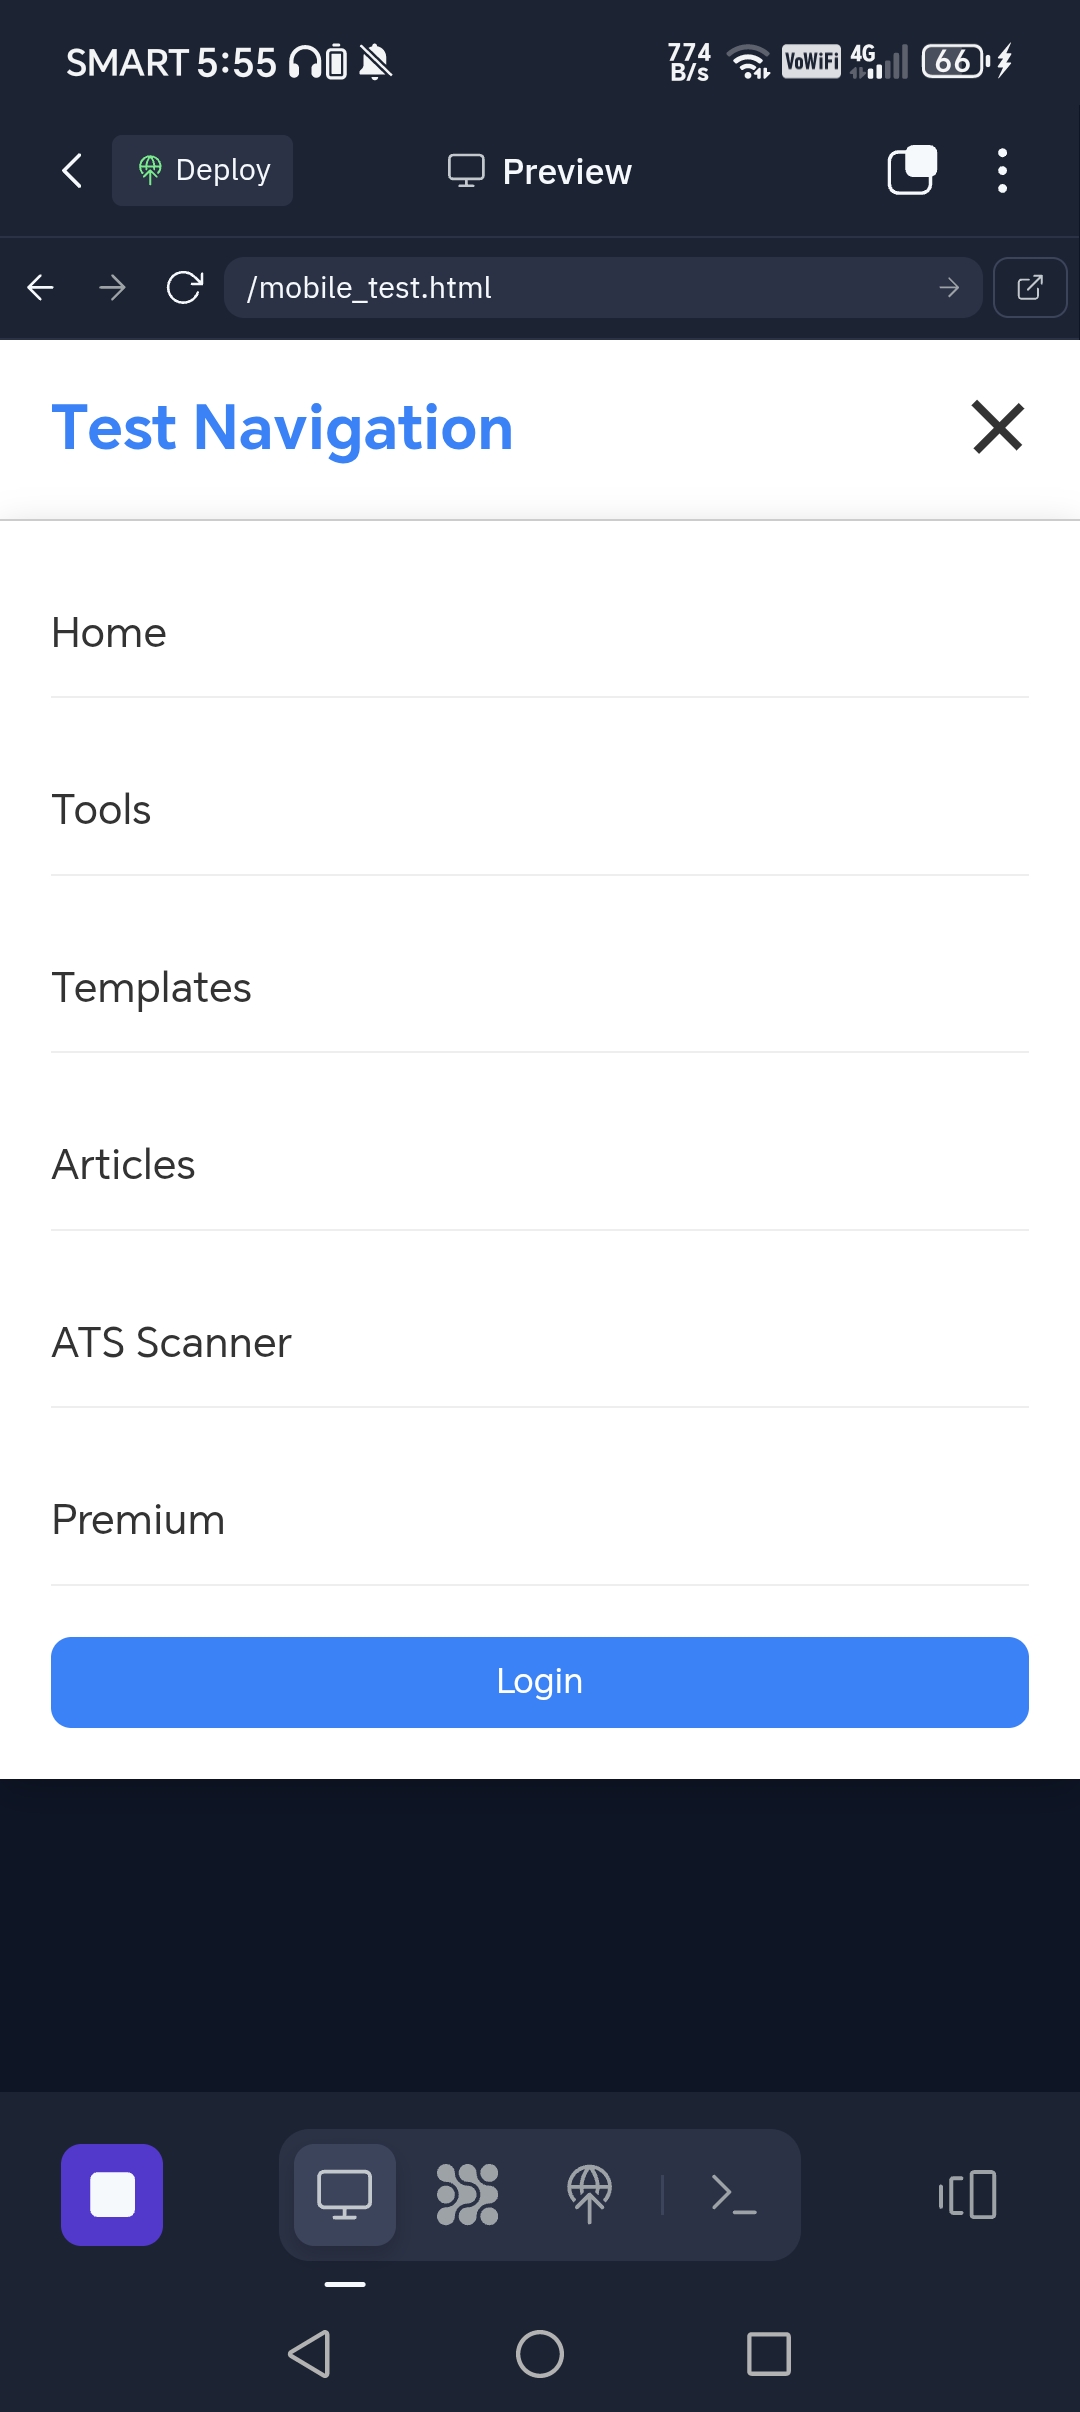 SMART 5:55 774 B/s VoWiFi 4G 66
Deploy Preview
/mobile_test.html
Test Navigation
Home
Tools
Templates
Articles
ATS Scanner
Premium
Login